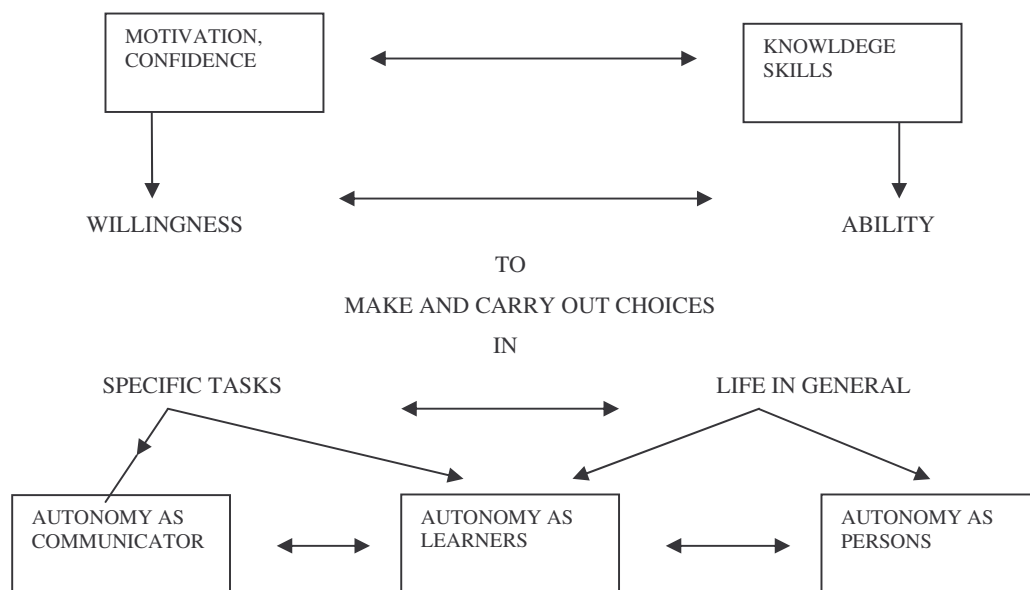 MOTIVATION,
CONFIDENCE
KNOWLDEGE
SKILLS
WILLINGNESS
ABILITY
TO
MAKE AND CARRY OUT CHOICES
IN
SPECIFIC TASKS
LIFE IN GENERAL
AUTONOMY AS
COMMUNICATOR
AUTONOMY AS
LEARNERS
AUTONOMY AS
PERSONS